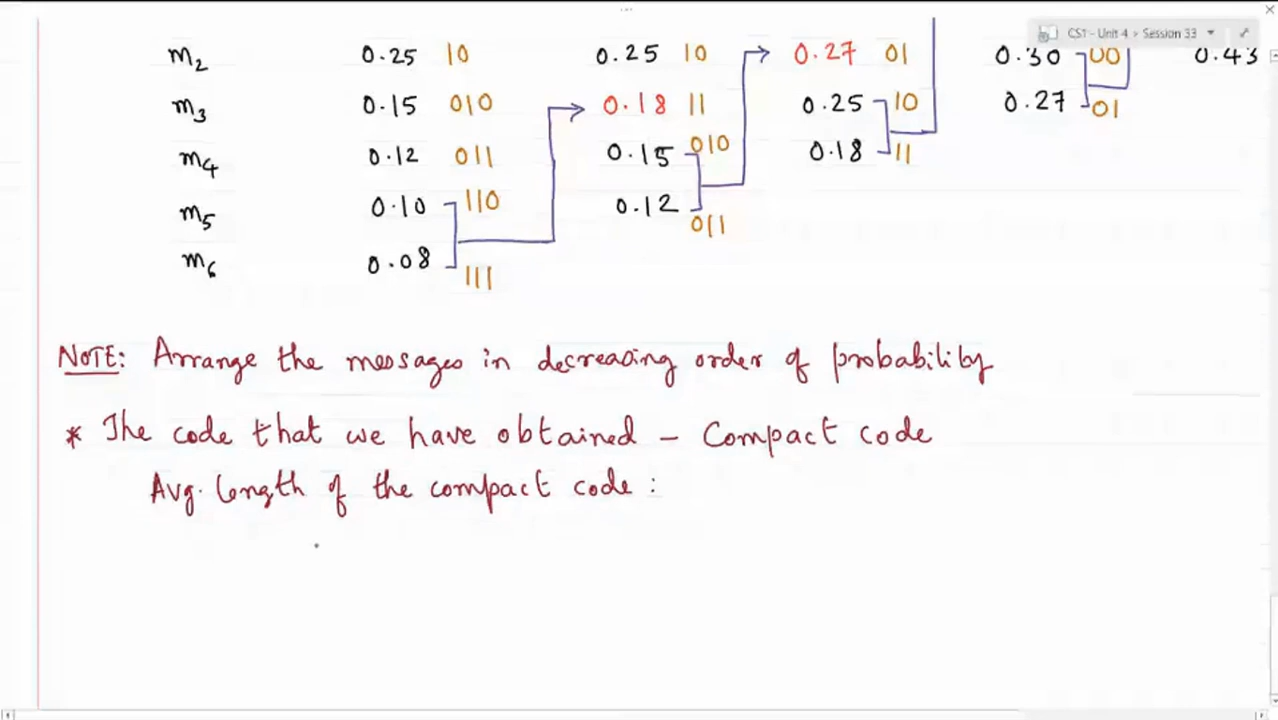 CST - Unit 4 > Session 33
m2 0.25 10 0.25 10 0.27 01 0.30 00 0.43
m3 0.15 010 0.18 11 0.25 10 0.27 01
m4 0.12 011 0.15 010 0.18 11
m5 0.10 110 0.12 011
m6 0.08 111
NOTE: Arrange the messages in decreasing order of probability
* The code that we have obtained - Compact code
Avg. length of the compact code :